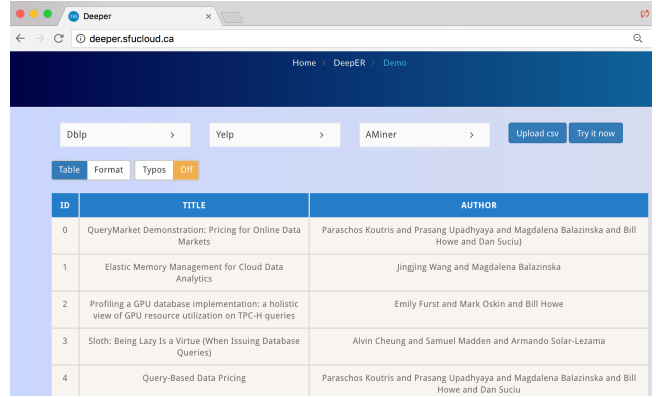 Deeper ×
deeper.sfucloud.ca
Home > DeepER > Demo
Dblp > Yelp > AMiner > Upload csv Try it now
Table Format Typos Off
ID TITLE AUTHOR
0 QueryMarket Demonstration: Pricing for Online Data Paraschos Koutris and Prasang Upadhyaya and Magdalena Balazinska and Bill
Markets Howe and Dan Suciu}
1 Elastic Memory Management for Cloud Data Jingjing Wang and Magdalena Balazinska
Analytics
2 Profiling a GPU database implementation: a holistic Emily Furst and Mark Oskin and Bill Howe
view of GPU resource utilization on TPC-H queries
3 Sloth: Being Lazy Is a Virtue (When Issuing Database Alvin Cheung and Samuel Madden and Armando Solar-Lezama
Queries)
4 Query-Based Data Pricing Paraschos Koutris and Prasang Upadhyaya and Magdalena Balazinska and Bill
Howe and Dan Suciu